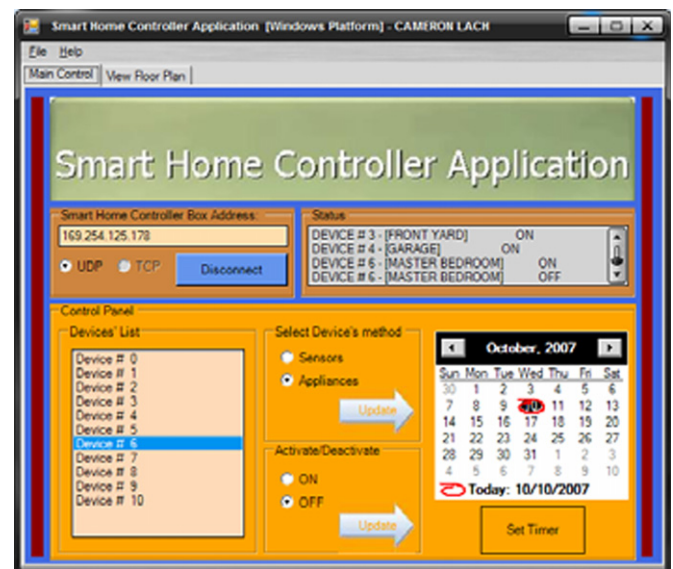 Smart Home Controller Application [Windows Platform] - CAMERON LACH
File Help
Main Control View Floor Plan
Smart Home Controller Application
Smart Home Controller Box Address:
169.254.125.178
UDP TCP Disconnect
Status
DEVICE # 3 - [FRONT YARD] ON
DEVICE # 4 - [GARAGE] ON
DEVICE # 6 - [MASTER BEDROOM] ON
DEVICE # 6 - [MASTER BEDROOM] OFF
Control Panel
Devices' List
Device # 0
Device # 1
Device # 2
Device # 3
Device # 4
Device # 5
Device # 6
Device # 7
Device # 8
Device # 9
Device # 10
Select Device's method
Sensors
Appliances
Update
Activate/Deactivate
ON
OFF
Update
October, 2007
Sun Mon Tue Wed Thu Fri Sat
30 1 2 3 4 5 6
7 8 9 10 11 12 13
14 15 16 17 18 19 20
21 22 23 24 25 26 27
28 29 30 31 1 2 3
4 5 6 7 8 9 10
Today: 10/10/2007
Set Timer